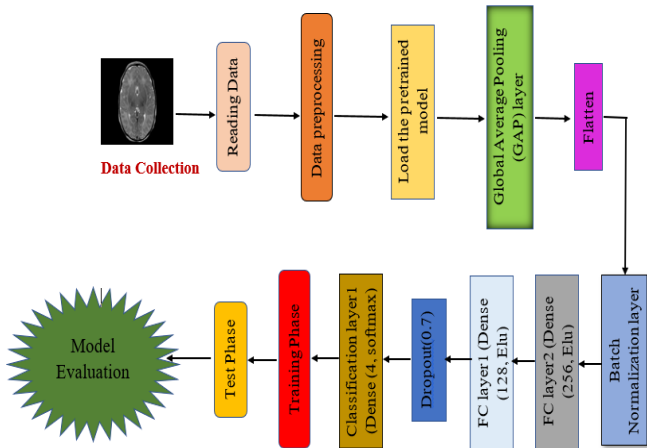 Data Collection
Reading Data
Data preprocessing
Load the pretrained
model
Global Average Pooling
(GAP) layer
Flatten
Batch
Normalization layer
FC layer2 (Dense
(256, Elu)
FC layer1 (Dense
(128, Elu)
Dropout(0.7)
Classification layer1
(Dense (4, softmax)
Training Phase
Test Phase
Model
Evaluation